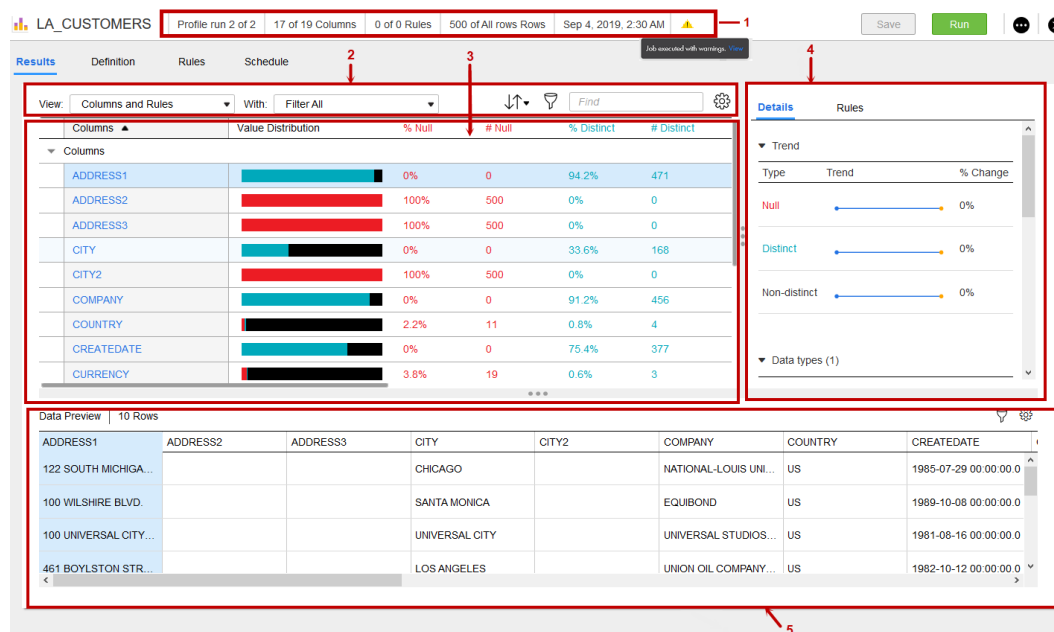 LA_CUSTOMERS Profile run 2 of 2 17 of 19 Columns 0 of 0 Rules 500 of All rows Rows Sep 4, 2019, 2:30 AM 1 Save Run
Job executed with warnings. View
Results Definition Rules Schedule 2 3 4
View: Columns and Rules With: Filter All Find
Details Rules
Columns Value Distribution % Null # Null % Distinct # Distinct
Columns
ADDRESS1 0% 0 94.2% 471
ADDRESS2 100% 500 0% 0
ADDRESS3 100% 500 0% 0
CITY 0% 0 33.6% 168
CITY2 100% 500 0% 0
COMPANY 0% 0 91.2% 456
COUNTRY 2.2% 11 0.8% 4
CREATEDATE 0% 0 75.4% 377
CURRENCY 3.8% 19 0.6% 3
Trend
Type Trend % Change
Null 0%
Distinct 0%
Non-distinct 0%
Data types (1)
Data Preview 10 Rows
ADDRESS1 ADDRESS2 ADDRESS3 CITY CITY2 COMPANY COUNTRY CREATEDATE
122 SOUTH MICHIGA... CHICAGO NATIONAL-LOUIS UNI... US 1985-07-29 00:00:00.0
100 WILSHIRE BLVD. SANTA MONICA EQUIBOND US 1989-10-08 00:00:00.0
100 UNIVERSAL CITY... UNIVERSAL CITY UNIVERSAL STUDIOS... US 1981-08-16 00:00:00.0
461 BOYLSTON STR... LOS ANGELES UNION OIL COMPANY... US 1982-10-12 00:00:00.0
5